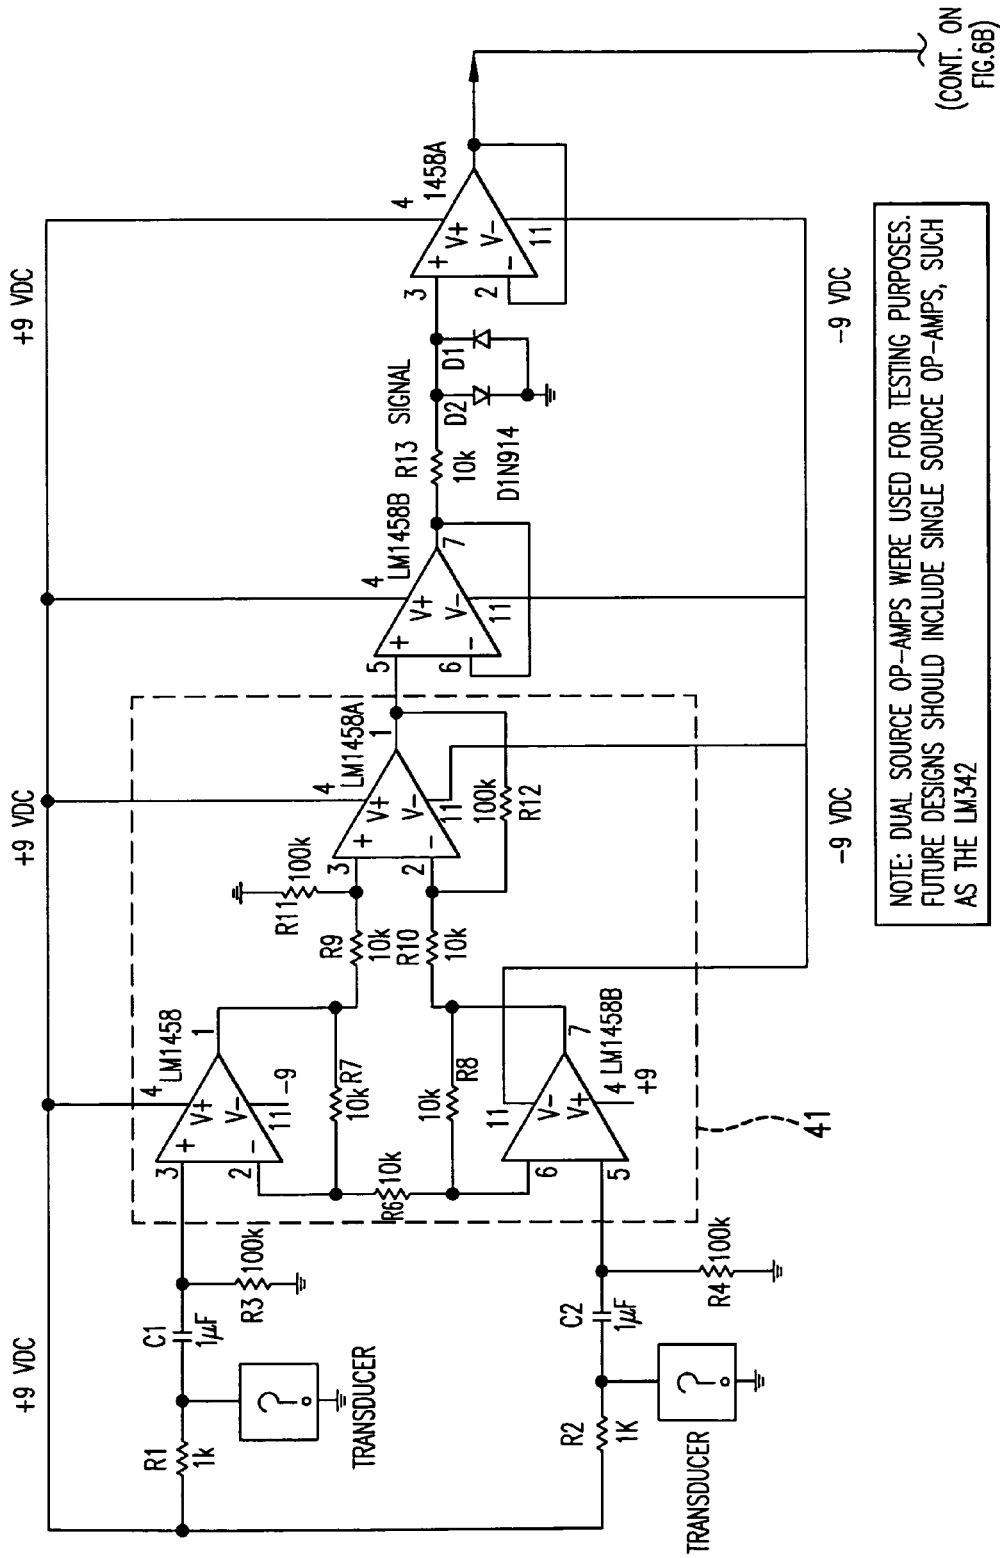 +9 VDC
+9 VDC
+9 VDC
R1
1k
TRANSDUCER
C1
1µF
R3
100k
3
2
+
-
V+
V-
4
LM1458
11
-9
1
R7
10k
R6
10k
R8
10k
R2
1K
TRANSDUCER
C2
1µF
R4
100k
6
5
11
V-
V+
4
LM1458B
+9
7
41
R9
10k
R10
10k
R11
100k
3
2
+
-
V+
V-
4
LM1458A
11
1
100k
R12
5
6
+
-
V+
V-
4
LM1458B
11
7
R13
10k
SIGNAL
D2
D1
D1N914
3
2
+
-
V+
V-
4
1458A
11
-9 VDC
-9 VDC
(CONT. ON
FIG.6B)
NOTE: DUAL SOURCE OP-AMPS WERE USED FOR TESTING PURPOSES.
FUTURE DESIGNS SHOULD INCLUDE SINGLE SOURCE OP-AMPS, SUCH
AS THE LM342
?
?